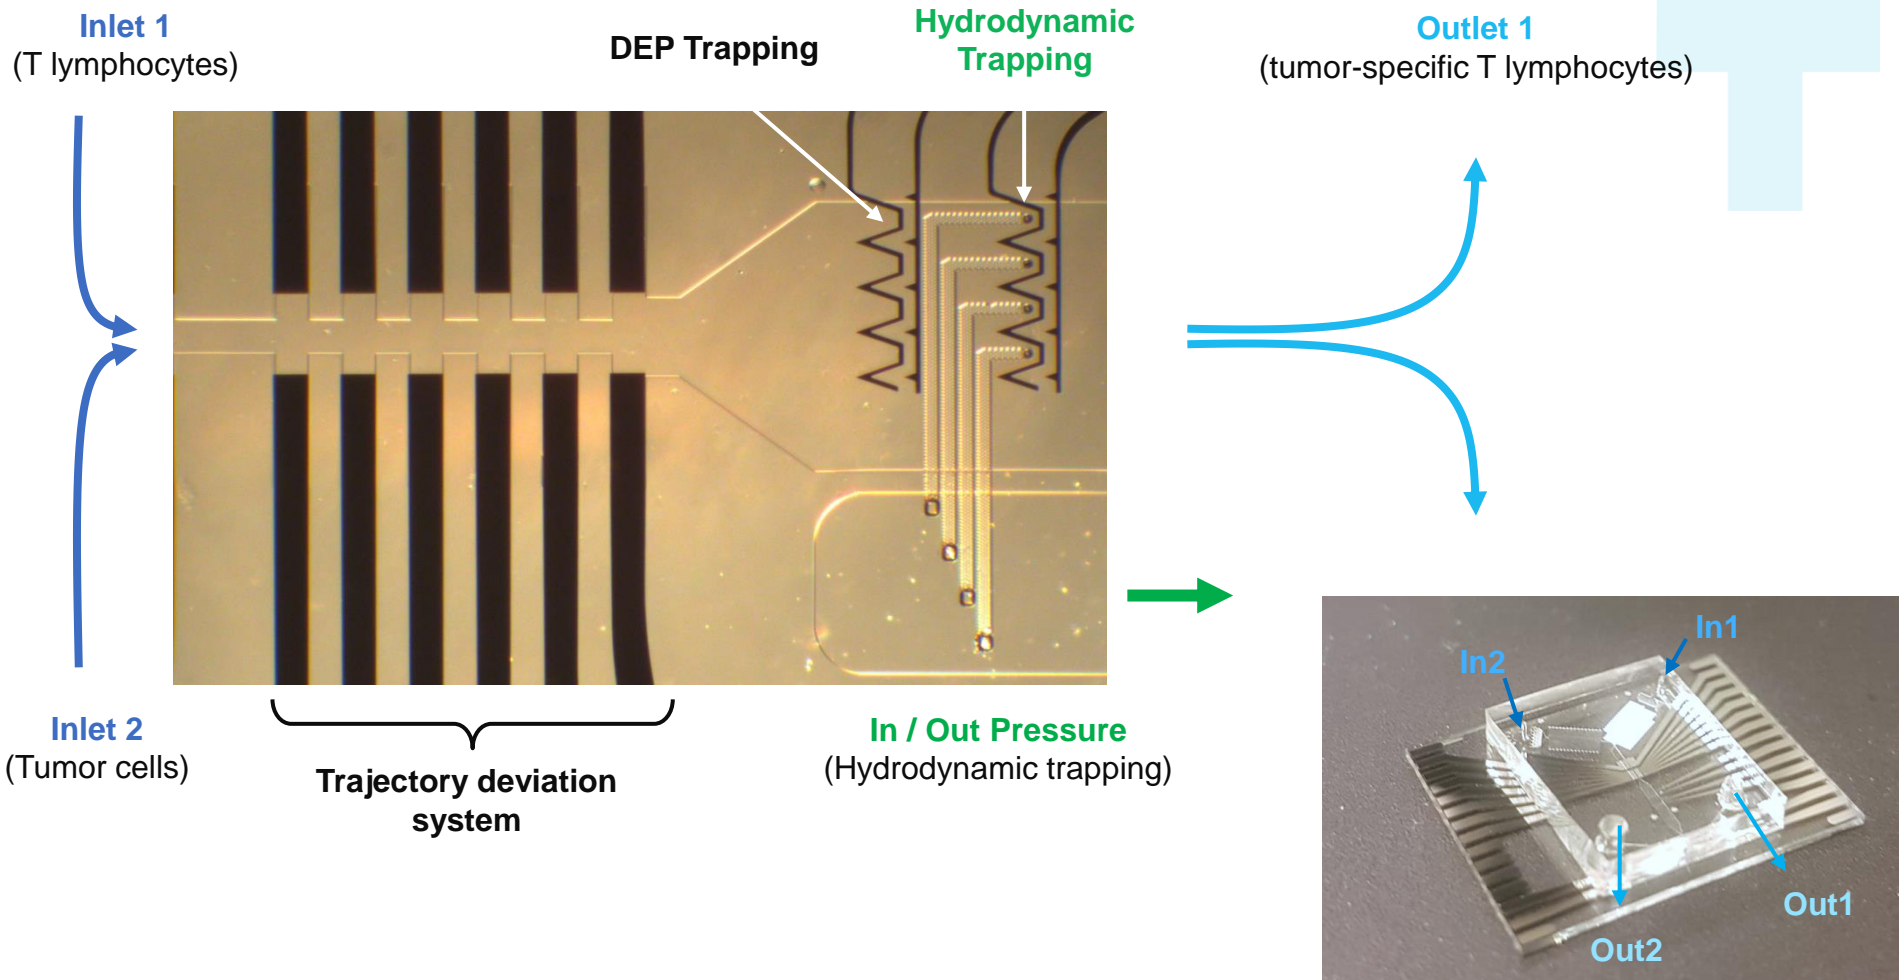 Inlet 1
(T lymphocytes)
DEP Trapping
Hydrodynamic
Trapping
Outlet 1
(tumor-specific T lymphocytes)
Inlet 2
(Tumor cells)
Trajectory deviation
system
In / Out Pressure
(Hydrodynamic trapping)
In1
In2
Out1
Out2